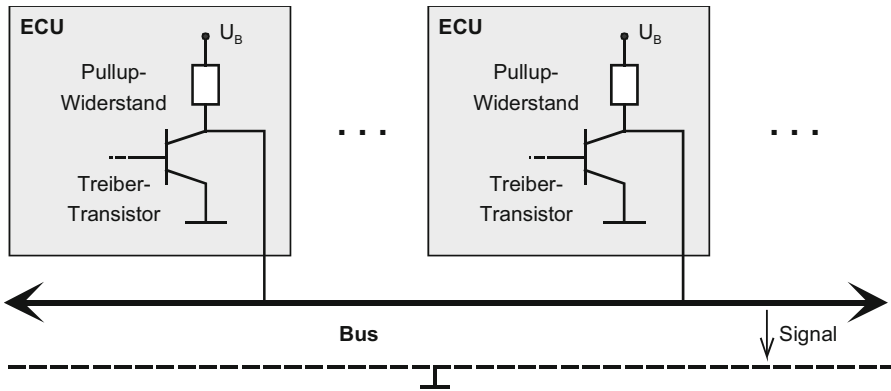 ECU
U_B
Pullup-
Widerstand
Treiber-
Transistor
. . .
ECU
U_B
Pullup-
Widerstand
Treiber-
Transistor
. . .
Bus
Signal